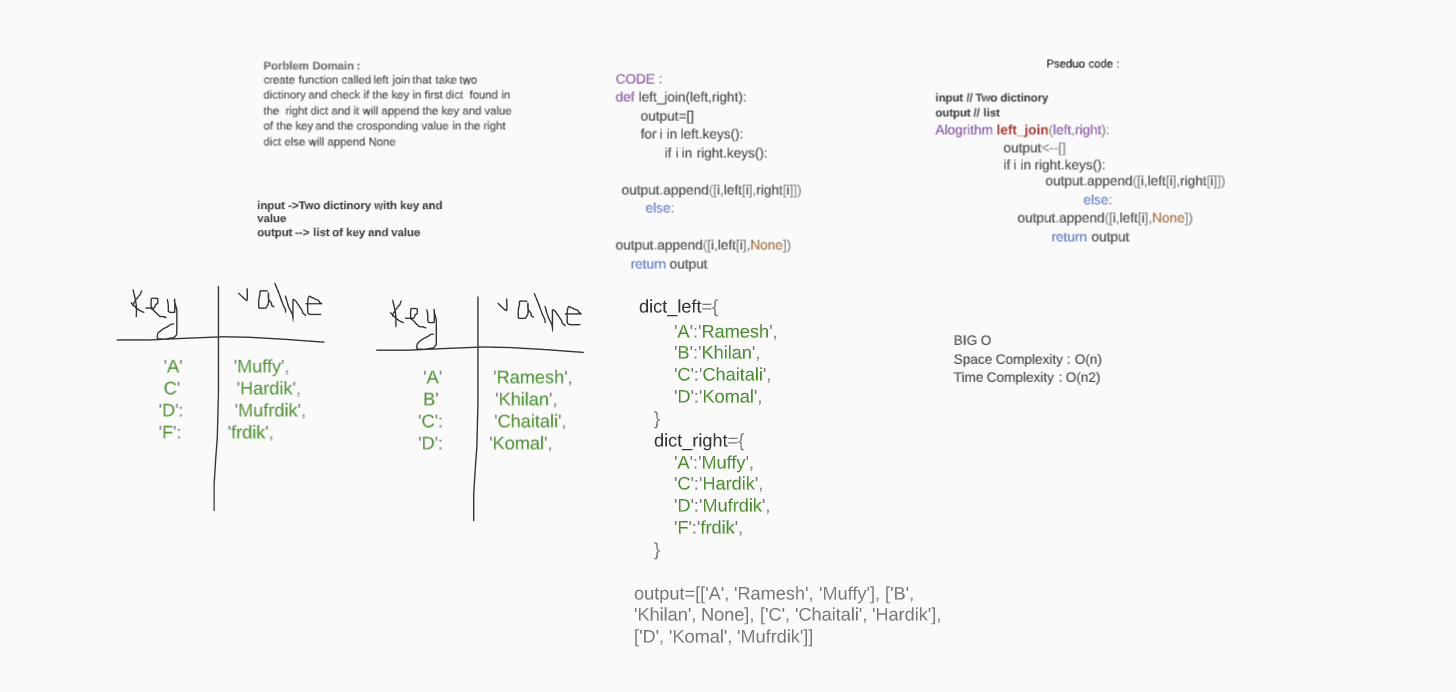 Porblem Domain :
create function called left join that take two
dictinory and check if the key in first dict found in
the right dict and it will append the key and value
of the key and the crosponding value in the right
dict else will append None
input ->Two dictinory with key and
value
output --> list of key and value
key value
'A' 'Muffy',
C' 'Hardik',
'D': 'Mufrdik',
'F': 'frdik',
key value
'A' 'Ramesh',
B' 'Khilan',
'C': 'Chaitali',
'D': 'Komal',
CODE :
def left_join(left,right):
output=[]
for i in left.keys():
if i in right.keys():
output.append([i,left[i],right[i]])
else:
output.append([i,left[i],None])
return output
dict_left={
'A':'Ramesh',
'B':'Khilan',
'C':'Chaitali',
'D':'Komal',
}
dict_right={
'A':'Muffy',
'C':'Hardik',
'D':'Mufrdik',
'F':'frdik',
}
output=[['A', 'Ramesh', 'Muffy'], ['B',
'Khilan', None], ['C', 'Chaitali', 'Hardik'],
['D', 'Komal', 'Mufrdik']]
Pseduo code :
input // Two dictinory
output // list
Alogrithm left_join(left,right):
output<--[]
if i in right.keys():
output.append([i,left[i],right[i]])
else:
output.append([i,left[i],None])
return output
BIG O
Space Complexity : O(n)
Time Complexity : O(n2)